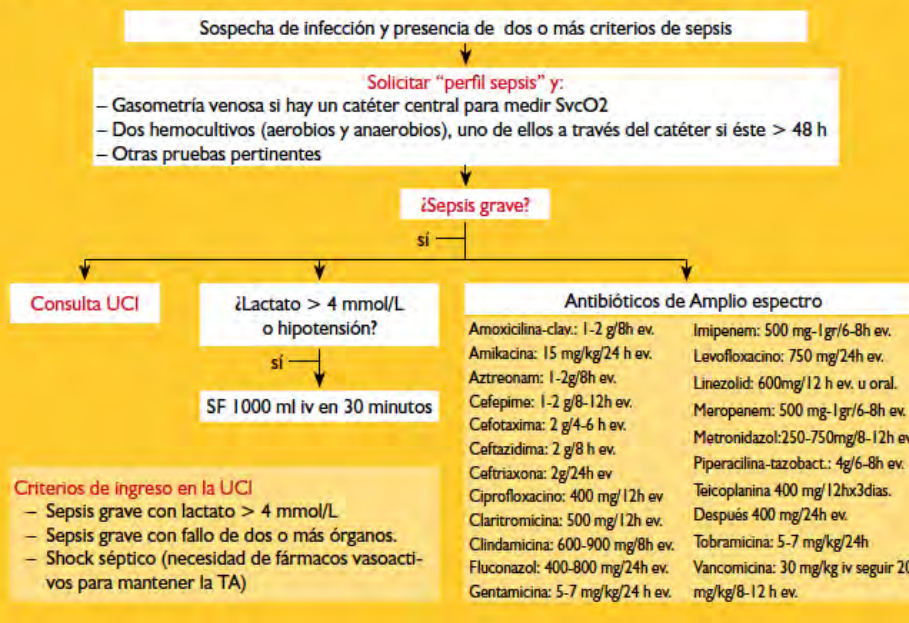 Sospecha de infección y presencia de dos o más criterios de sepsis
Solicitar “perfil sepsis” y:
– Gasometría venosa si hay un catéter central para medir SvcO2
– Dos hemocultivos (aerobios y anaerobios), uno de ellos a través del catéter si éste > 48 h
– Otras pruebas pertinentes
¿Sepsis grave?
sí
Consulta UCI
¿Lactato > 4 mmol/L
o hipotensión?
sí
SF 1000 ml iv en 30 minutos
Antibióticos de Amplio espectro
Amoxicilina-clav.: 1-2 g/8h ev.
Amikacina: 15 mg/kg/24 h ev.
Aztreonam: 1-2g/8h ev.
Cefepime: 1-2 g/8-12h ev.
Cefotaxima: 2 g/4-6 h ev.
Ceftazidima: 2 g/8 h ev.
Ceftriaxona: 2g/24h ev
Ciprofloxacino: 400 mg/12h ev
Claritromicina: 500 mg/12h ev.
Clindamicina: 600-900 mg/8h ev.
Fluconazol: 400-800 mg/24h ev.
Gentamicina: 5-7 mg/kg/24 h ev.
Imipenem: 500 mg-1gr/6-8h ev.
Levofloxacino: 750 mg/24h ev.
Linezolid: 600mg/12 h ev. u oral.
Meropenem: 500 mg-1gr/6-8h ev.
Metronidazol:250-750mg/8-12h ev
Piperacilina-tazobact.: 4g/6-8h ev.
Teicoplanina 400 mg/12hx3dias.
Después 400 mg/24h ev.
Tobramicina: 5-7 mg/kg/24h
Vancomicina: 30 mg/kg iv seguir 20
mg/kg/8-12 h ev.
Criterios de ingreso en la UCI
– Sepsis grave con lactato > 4 mmol/L
– Sepsis grave con fallo de dos o más órganos.
– Shock séptico (necesidad de fármacos vasoacti-
vos para mantener la TA)